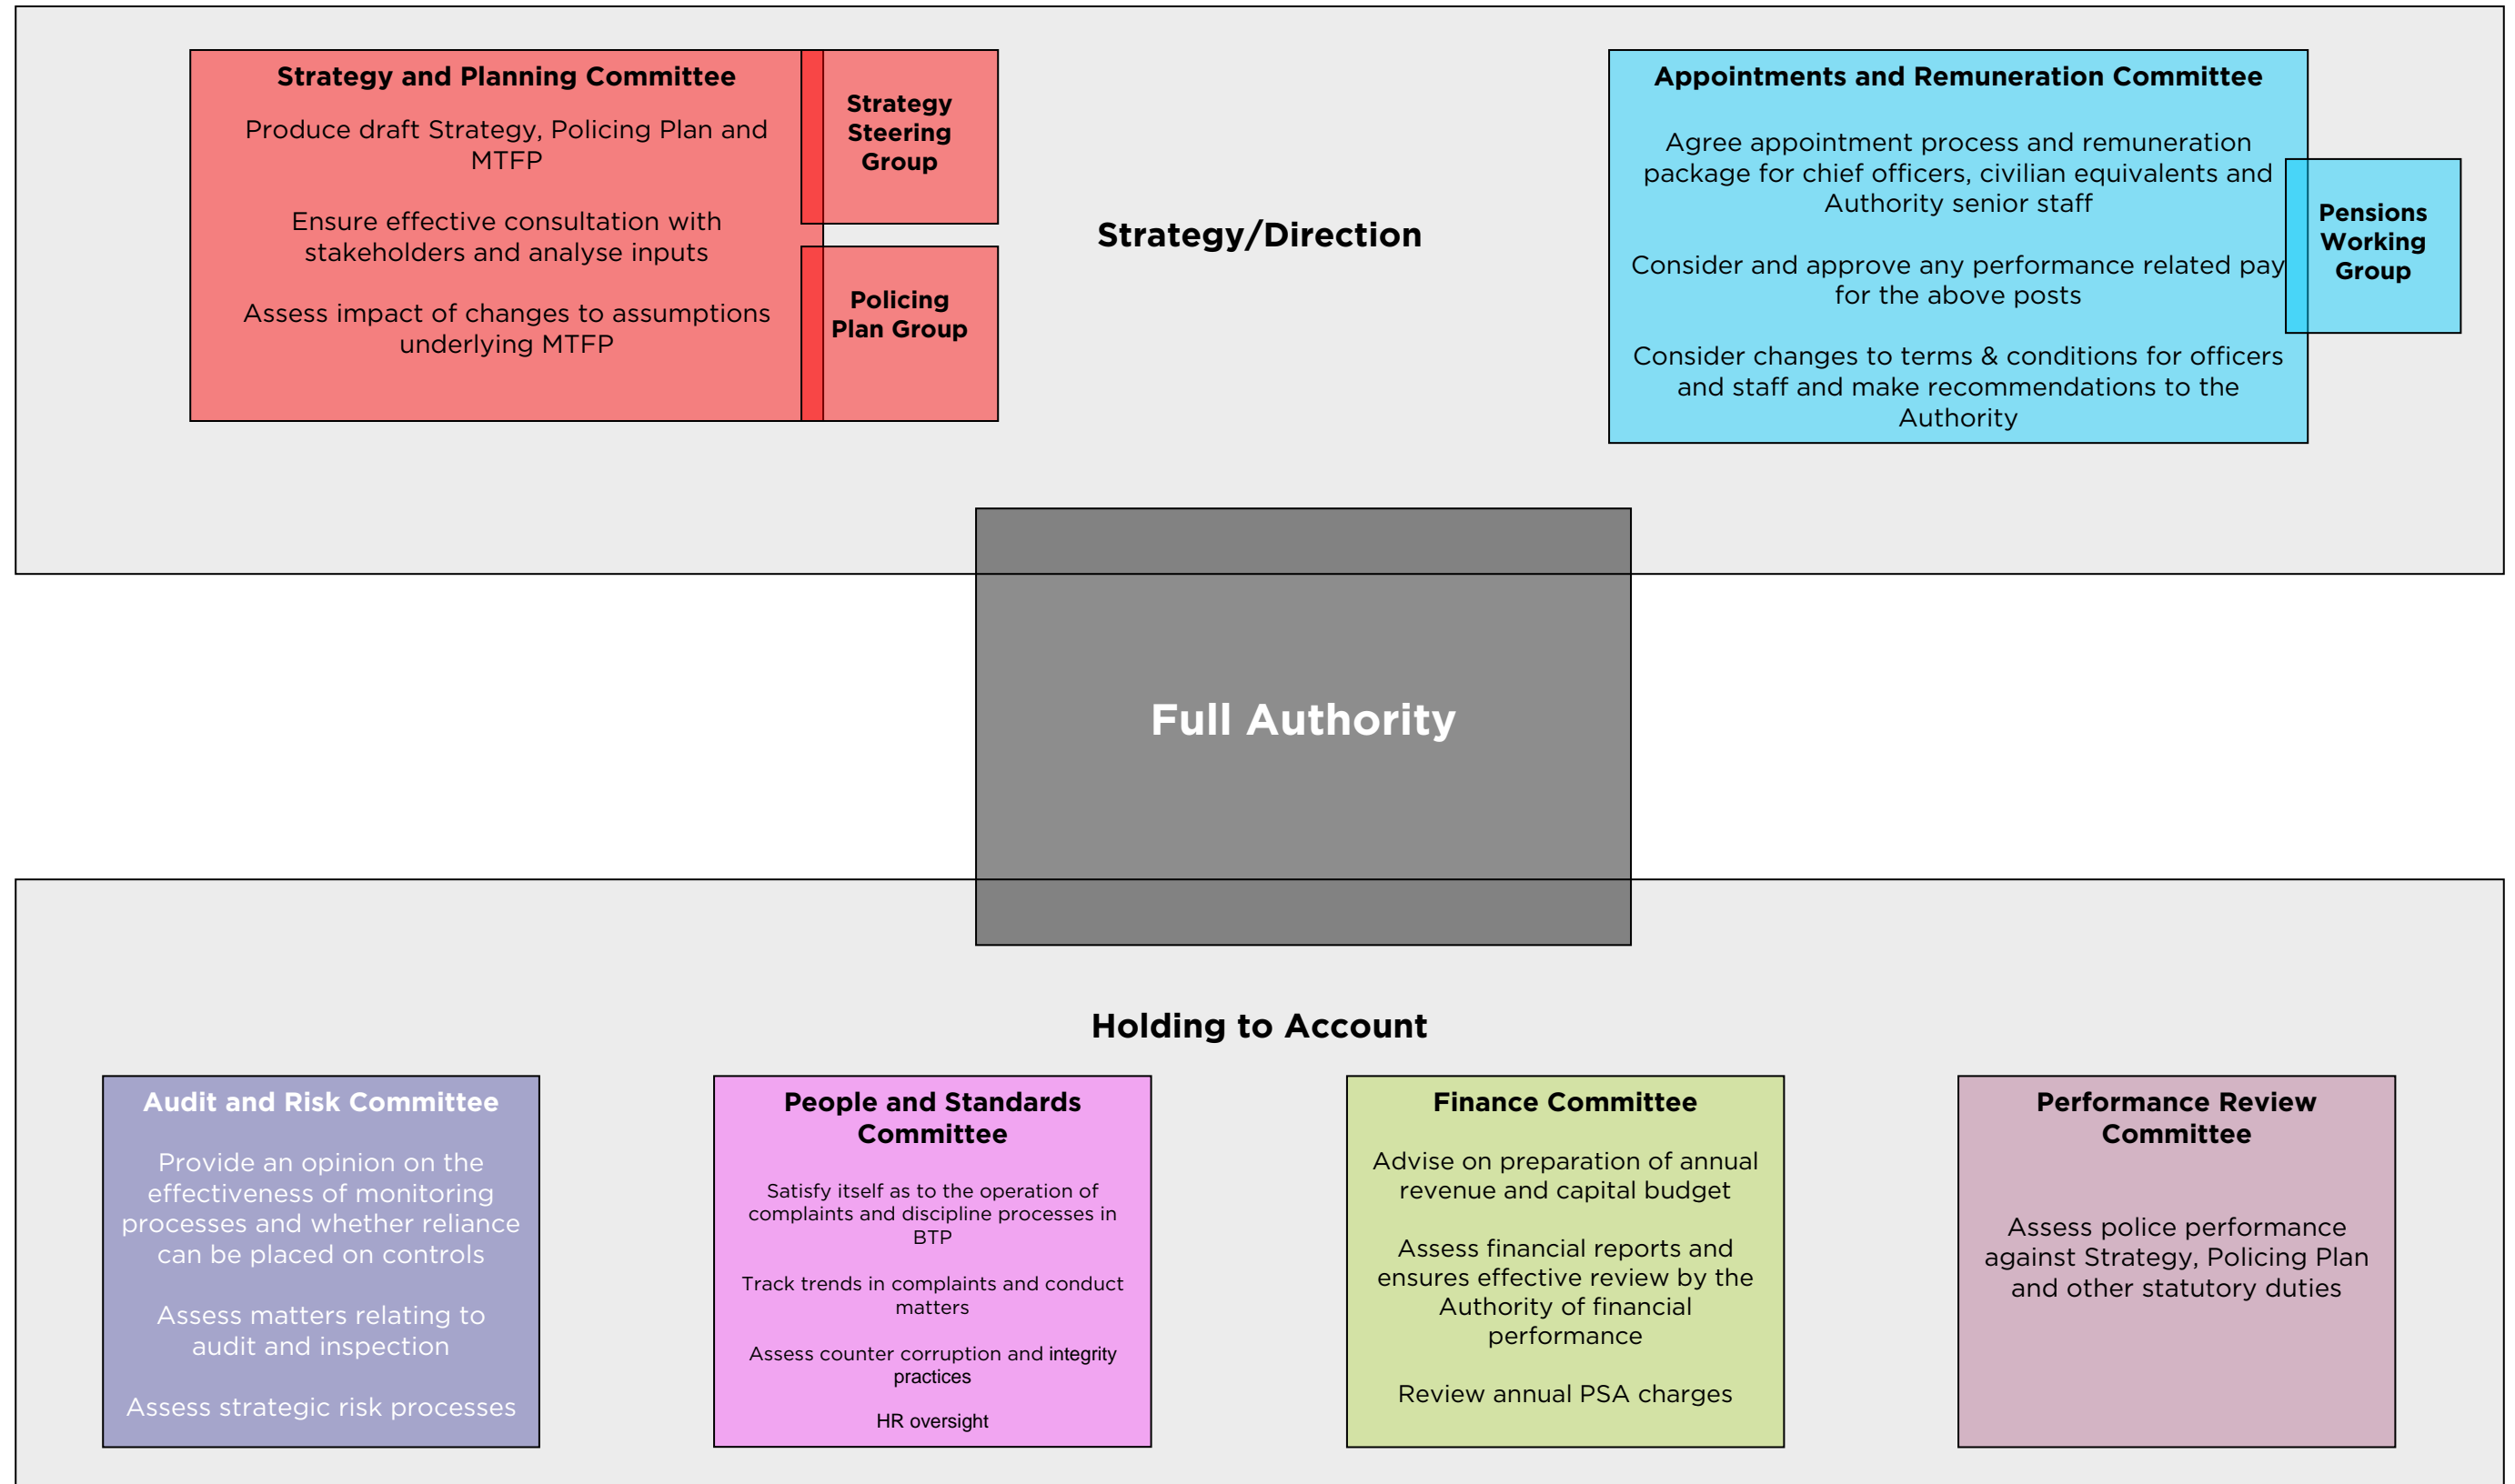 Strategy and Planning Committee
Produce draft Strategy, Policing Plan and
MTFP
Ensure effective consultation with
stakeholders and analyse inputs
Assess impact of changes to assumptions
underlying MTFP
Strategy
Steering
Group
Policing
Plan Group
Strategy/Direction
Appointments and Remuneration Committee
Agree appointment process and remuneration
package for chief officers, civilian equivalents and
Authority senior staff
Consider and approve any performance related pay
for the above posts
Consider changes to terms & conditions for officers
and staff and make recommendations to the
Authority
Pensions
Working
Group
Full Authority
Holding to Account
Audit and Risk Committee
Provide an opinion on the
effectiveness of monitoring
processes and whether reliance
can be placed on controls
Assess matters relating to
audit and inspection
Assess strategic risk processes
People and Standards
Committee
Satisfy itself as to the operation of
complaints and discipline processes in
BTP
Track trends in complaints and conduct
matters
Assess counter corruption and integrity
practices
HR oversight
Finance Committee
Advise on preparation of annual
revenue and capital budget
Assess financial reports and
ensures effective review by the
Authority of financial
performance
Review annual PSA charges
Performance Review
Committee
Assess police performance
against Strategy, Policing Plan
and other statutory duties